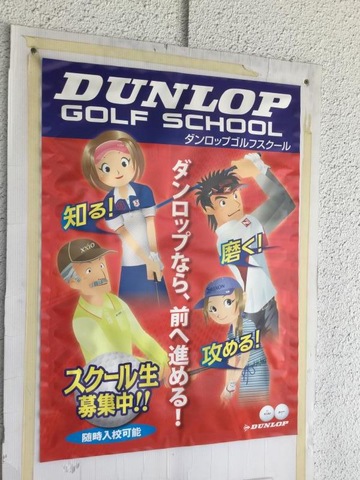 DUNLOP
GOLF SCHOOL
ダンロップゴルフスクール
知る!
磨く!
ダンロップなら、前へ進める!
XXIO
攻める!
スクール生
募集中!!
随時入校可能
DUNLOP